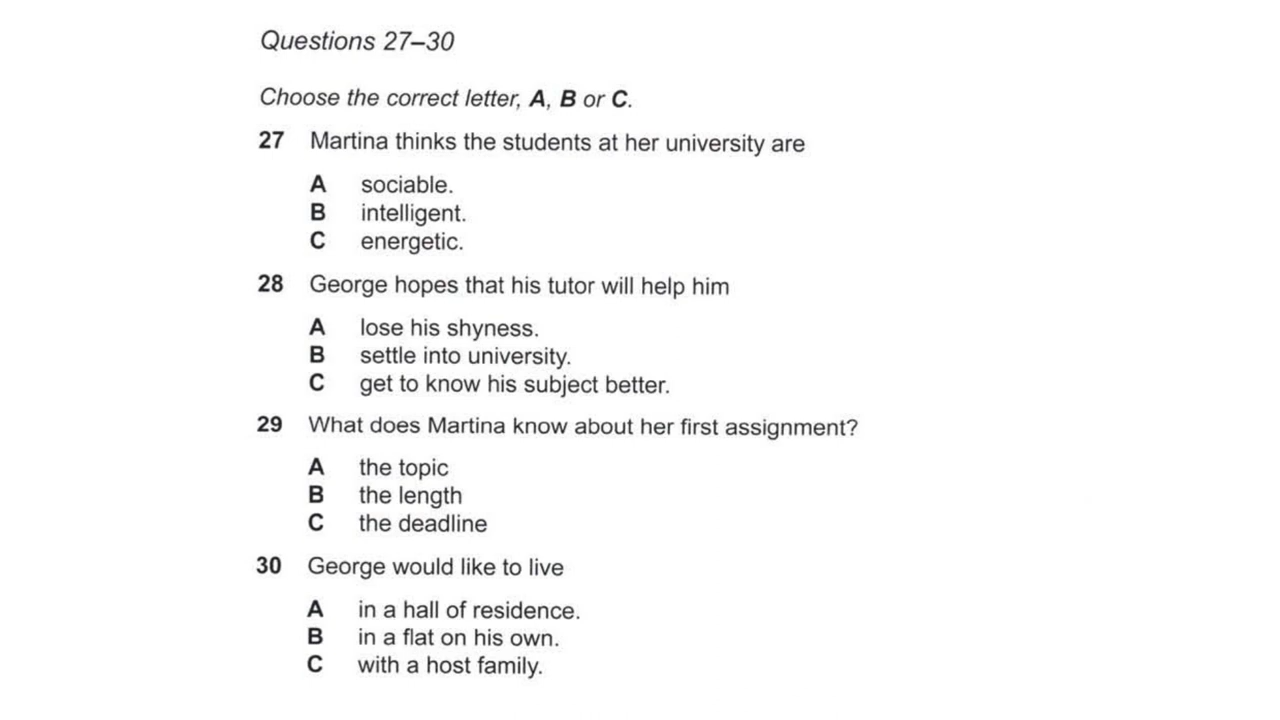 Questions 27–30
Choose the correct letter, A, B or C.
27 Martina thinks the students at her university are
A sociable.
B intelligent.
C energetic.
28 George hopes that his tutor will help him
A lose his shyness.
B settle into university.
C get to know his subject better.
29 What does Martina know about her first assignment?
A the topic
B the length
C the deadline
30 George would like to live
A in a hall of residence.
B in a flat on his own.
C with a host family.